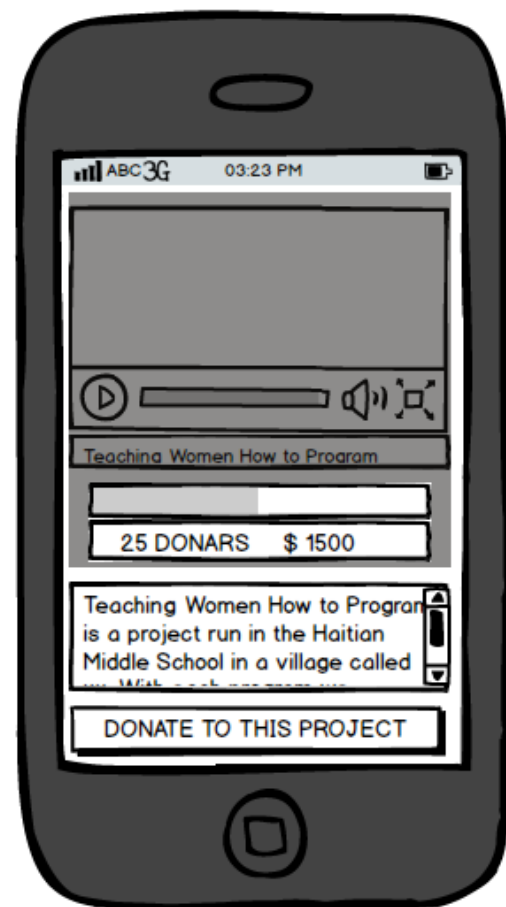 ABC 3G 03:23 PM
Teaching Women How to Program
25 DONARS $ 1500
Teaching Women How to Program
is a project run in the Haitian
Middle School in a village called
DONATE TO THIS PROJECT